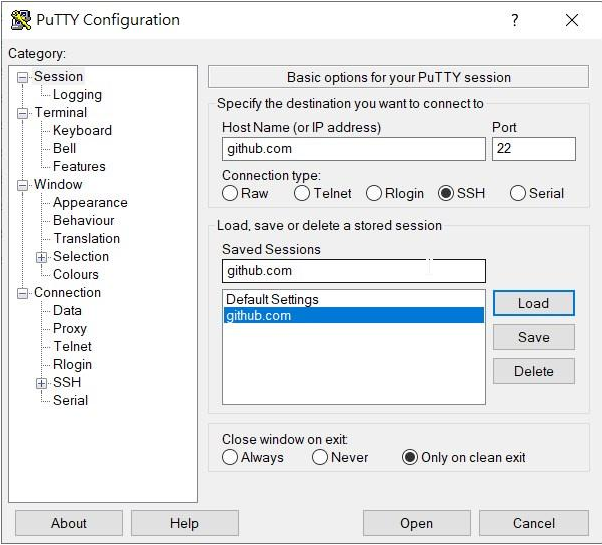 PuTTY Configuration
?
Category:
Session
Logging
Terminal
Keyboard
Bell
Features
Window
Appearance
Behaviour
Translation
Selection
Colours
Connection
Data
Proxy
Telnet
Rlogin
SSH
Serial
Basic options for your PuTTY session
Specify the destination you want to connect to
Host Name (or IP address) Port
github.com 22
Connection type:
Raw Telnet Rlogin SSH Serial
Load, save or delete a stored session
Saved Sessions
github.com
Default Settings
github.com
Load
Save
Delete
Close window on exit:
Always Never Only on clean exit
About Help Open Cancel